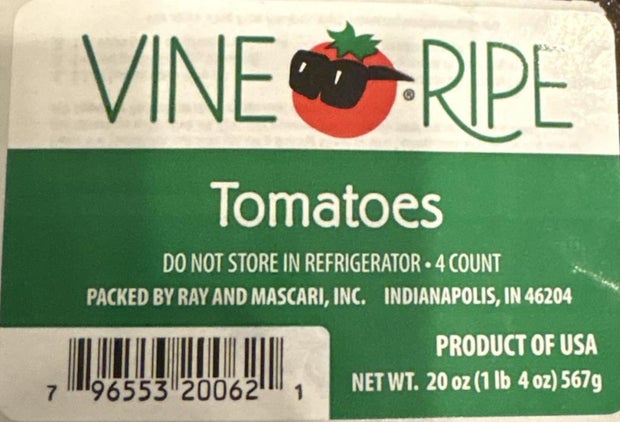 VINE ® RIPE
Tomatoes
DO NOT STORE IN REFRIGERATOR • 4 COUNT
PACKED BY RAY AND MASCARI, INC. INDIANAPOLIS, IN 46204
PRODUCT OF USA
NET WT. 20 oz (1 lb 4 oz) 567g
7 96553 20062 1